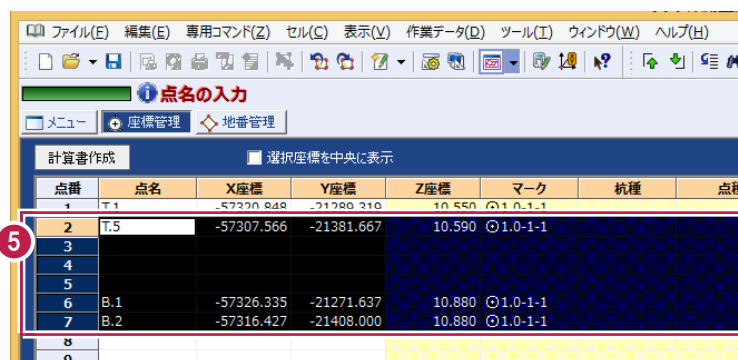 ファイル(F) 編集(E) 専用コマンド(Z) セル(C) 表示(V) 作業データ(D) ツール(T) ウィンドウ(W) ヘルプ(H)
点名の入力
メニュー 座標管理 地番管理
計算書作成 選択座標を中央に表示
点番 点名 X座標 Y座標 Z座標 マーク 杭種
1 T.1 -57320.848 -21289.319 10.550 1.0-1-1
2 T.5 -57307.566 -21381.667 10.590 1.0-1-1
5
3
4
5
6 B.1 -57326.335 -21271.637 10.880 1.0-1-1
7 B.2 -57316.427 -21408.000 10.880 1.0-1-1
8